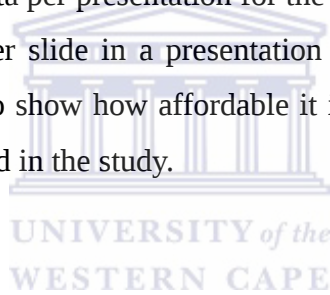 ta per presentation for the
er slide in a presentation
o show how affordable it
d in the study.
UNIVERSITY of the
WESTERN CAPE